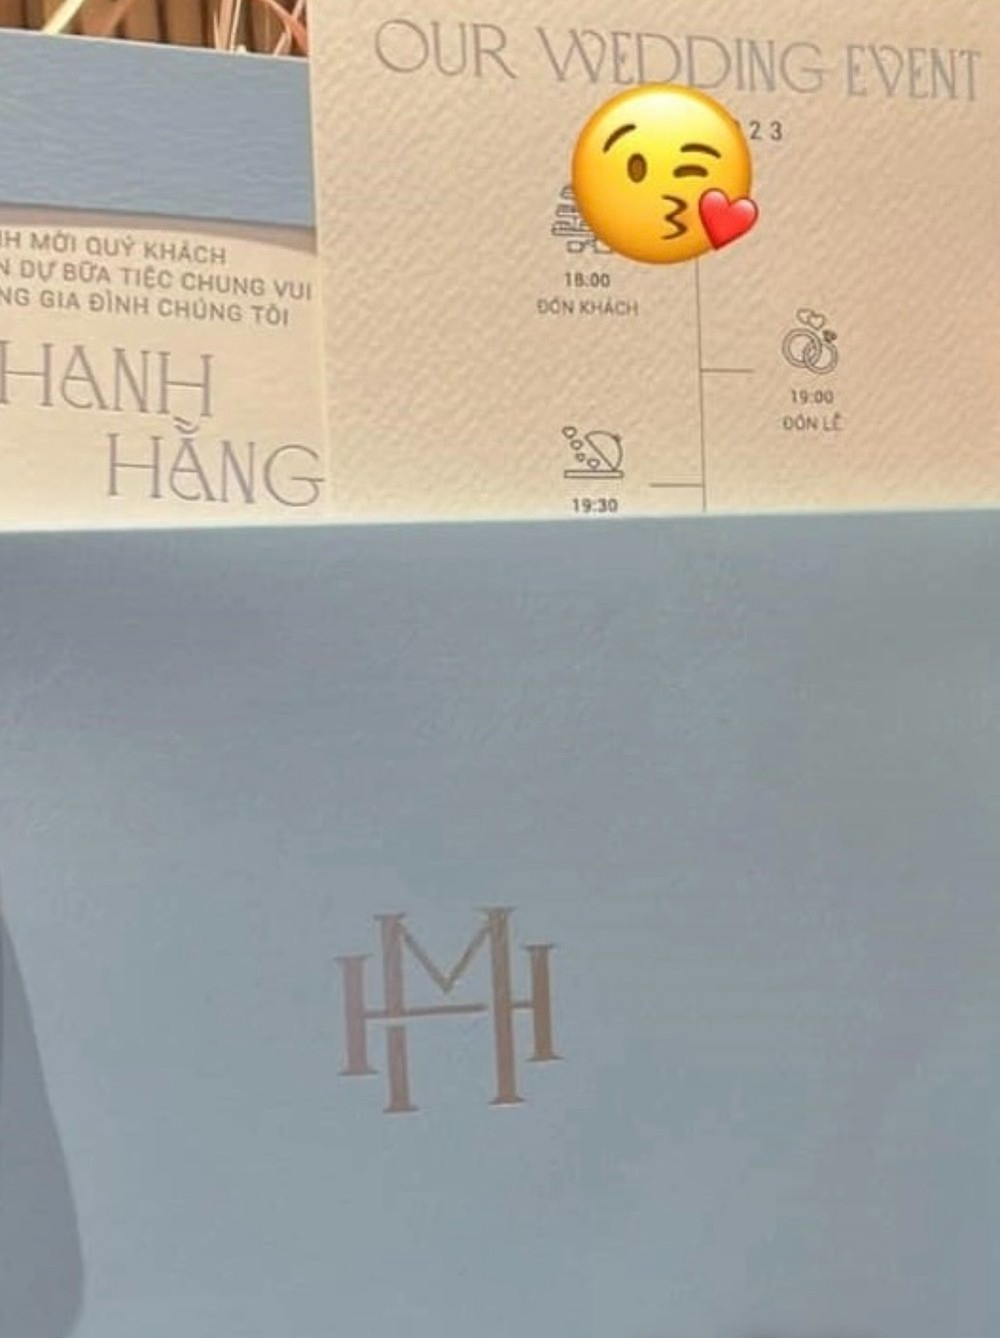 OUR WEDDING EVENT
23
18:00
ĐÓN KHÁCH
19:00
ĐÓN LỄ
19:30
MỜI QUÝ KHÁCH
DỰ BỮA TIỆC CHUNG VUI
GIA ĐÌNH CHÚNG TÔI
HANH
HẰNG
HMH